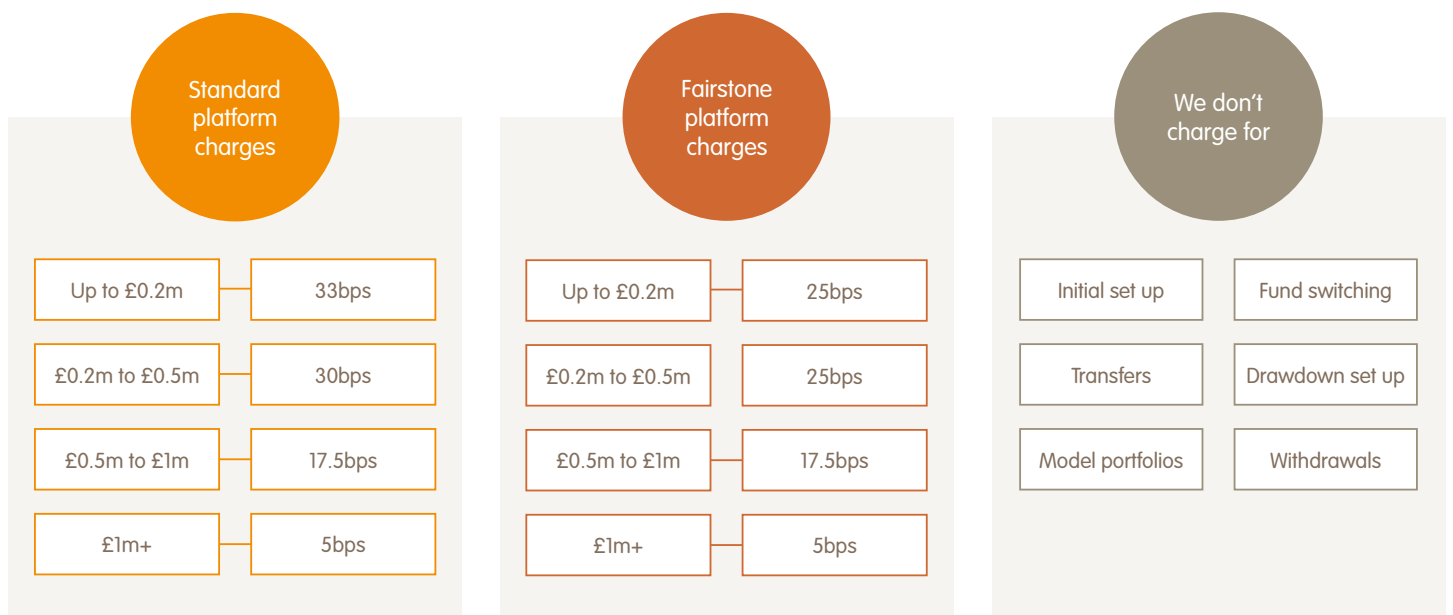 Standard
platform
charges
Up to £0.2m
33bps
£0.2m to £0.5m
30bps
£0.5m to £1m
17.5bps
£1m+
5bps
Fairstone
platform
charges
Up to £0.2m
25bps
£0.2m to £0.5m
25bps
£0.5m to £1m
17.5bps
£1m+
5bps
We don’t
charge for
Initial set up
Fund switching
Transfers
Drawdown set up
Model portfolios
Withdrawals